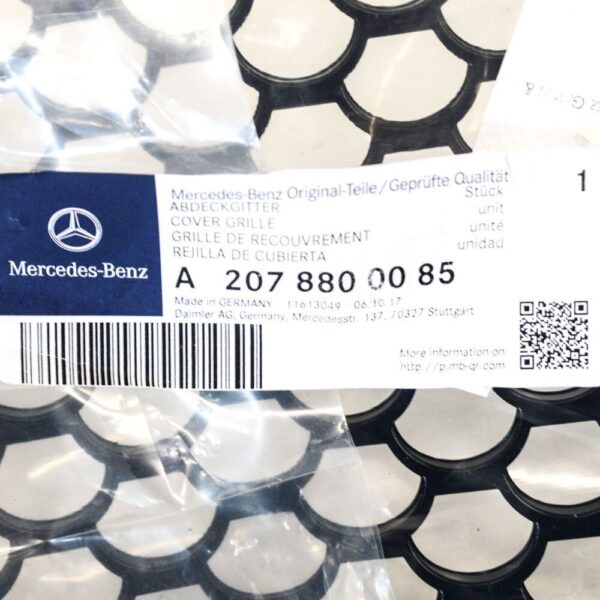 Mercedes-Benz Original-Teile/Geprüfte Qualität
ABDECKGITTER Stück 1
COVER GRILLE unit
GRILLE DE RECOUVREMENT unité
REJILLA DE CUBIERTA unidad
Mercedes-Benz
A 207 880 00 85
Made in GERMANY 11613049 06.10.17
Daimler AG, Germany, Mercedesstr. 137, 70327 Stuttgart
More information on
http://p.mb-qr.com